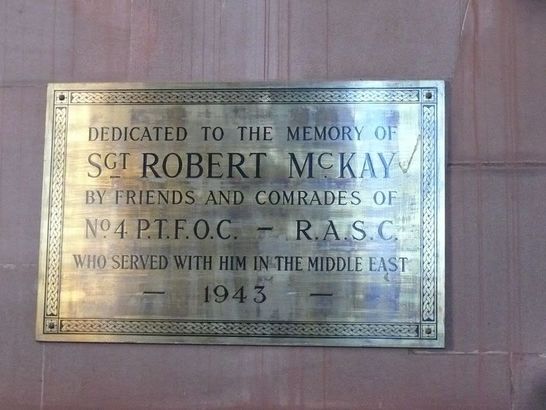 DEDICATED TO THE MEMORY OF
SGT ROBERT MCKAY
BY FRIENDS AND COMRADES OF
No 4 P.T.F.O.C. – R.A.S.C.
WHO SERVED WITH HIM IN THE MIDDLE EAST
– 1943 –